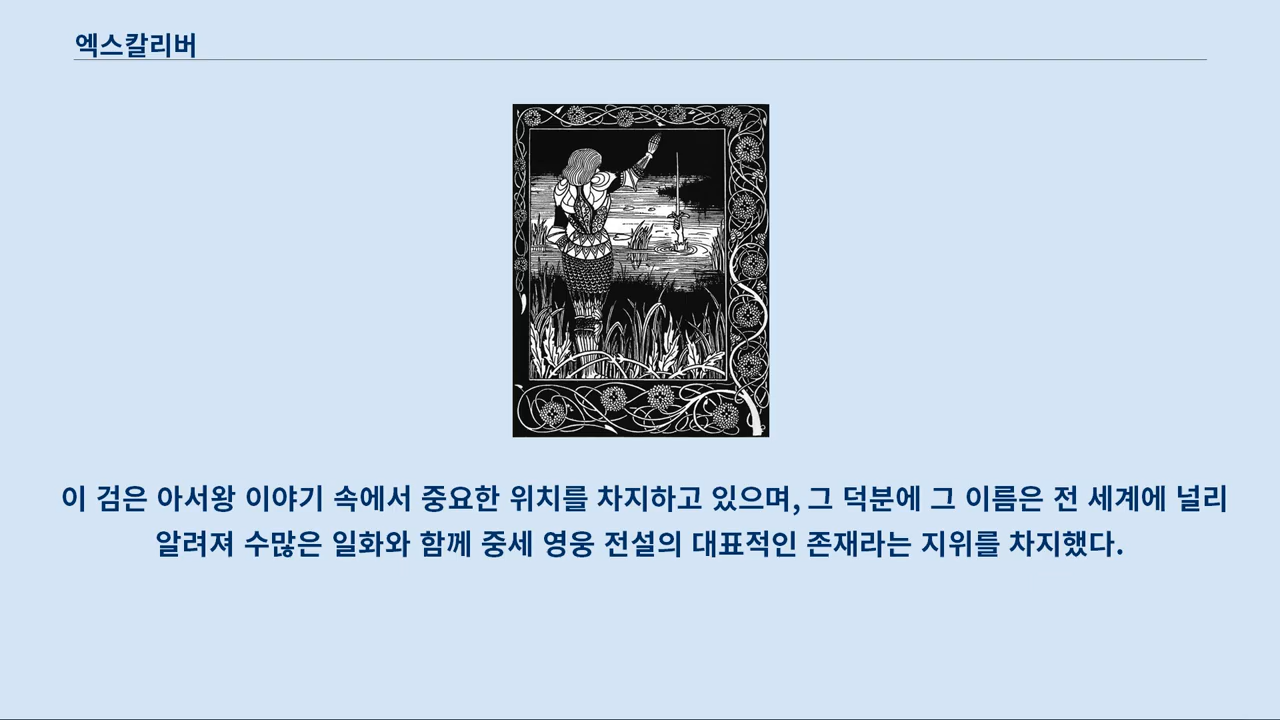 엑스칼리버
이 검은 아서왕 이야기 속에서 중요한 위치를 차지하고 있으며, 그 덕분에 그 이름은 전 세계에 널리
알려져 수많은 일화와 함께 중세 영웅 전설의 대표적인 존재라는 지위를 차지했다.